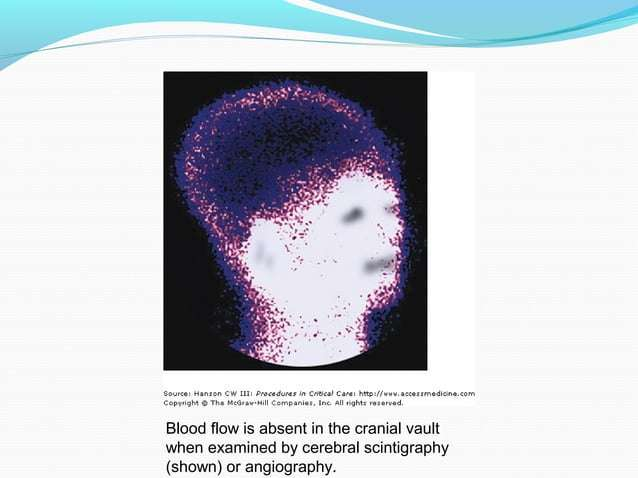 Source: Hanson CW III: Procedures in Critical Care: http://www.accessmedicine.com
Copyright © The McGraw-Hill Companies, Inc. All rights reserved.
Blood flow is absent in the cranial vault
when examined by cerebral scintigraphy
(shown) or angiography.